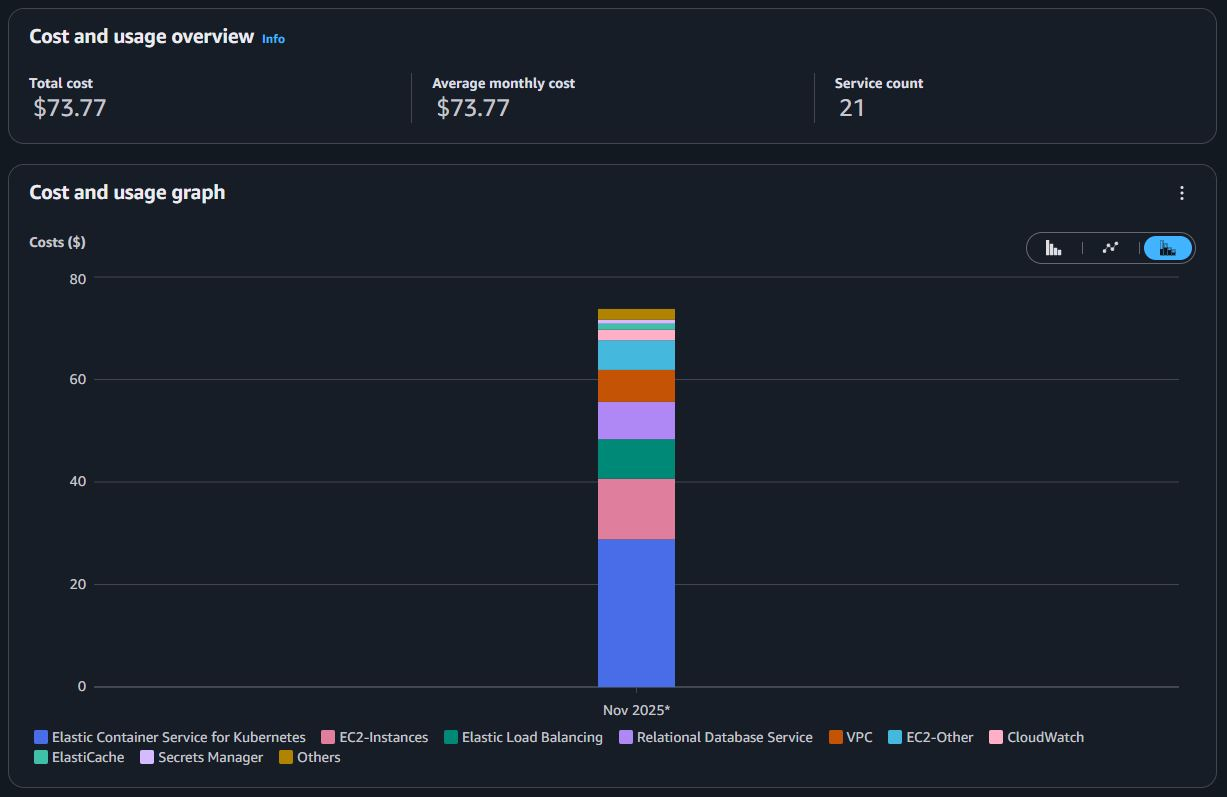 Cost and usage overview Info
Total cost
$73.77
Average monthly cost
$73.77
Service count
21
Cost and usage graph
Costs ($)
80
60
40
20
0
Nov 2025*
Elastic Container Service for Kubernetes EC2-Instances Elastic Load Balancing Relational Database Service VPC EC2-Other CloudWatch
ElastiCache Secrets Manager Others